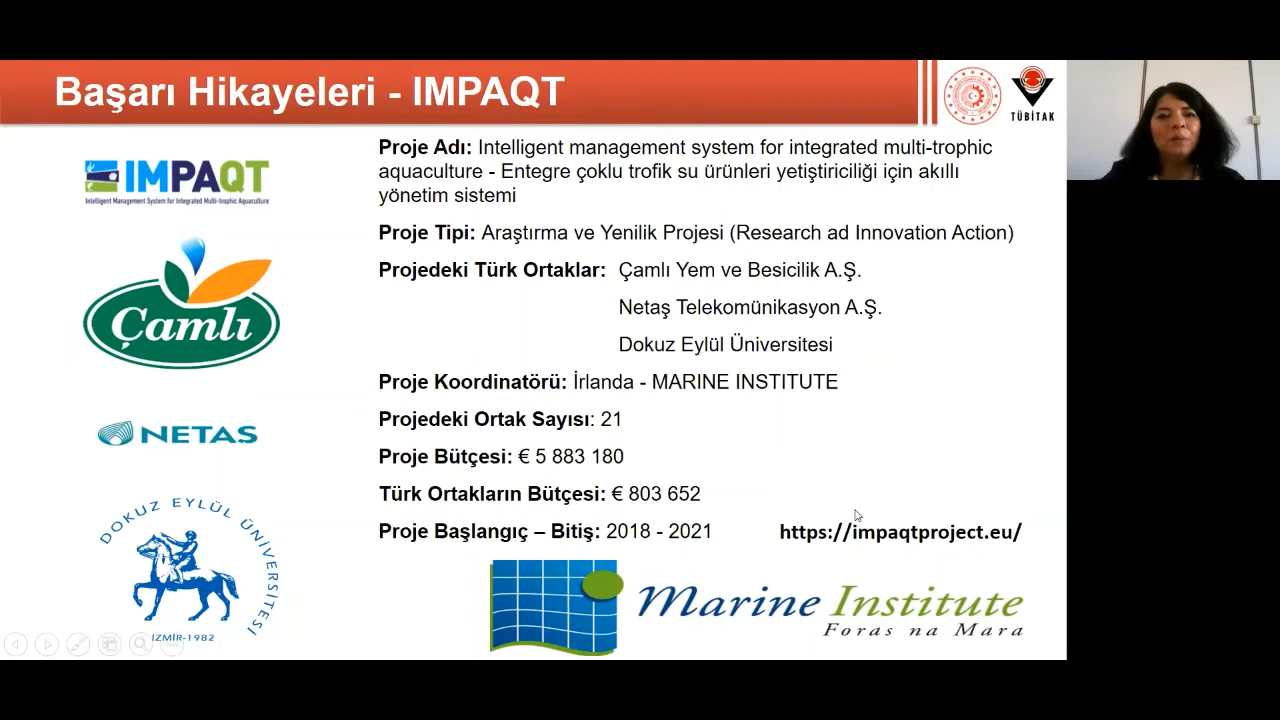 Başarı Hikayeleri - IMPAQT
TÜBİTAK
IMPAQT
Intelligent Management System for Integrated Multi-trophic Aquaculture
Çamlı
NETAŞ
DOKUZ EYLÜL ÜNİVERSİTESİ
İZMİR-1982
Proje Adı: Intelligent management system for integrated multi-trophic
aquaculture - Entegre çoklu trofik su ürünleri yetiştiriciliği için akıllı
yönetim sistemi
Proje Tipi: Araştırma ve Yenilik Projesi (Research ad Innovation Action)
Projedeki Türk Ortaklar: Çamlı Yem ve Besicilik A.Ş.
Netaş Telekomünikasyon A.Ş.
Dokuz Eylül Üniversitesi
Proje Koordinatörü: İrlanda - MARINE INSTITUTE
Projedeki Ortak Sayısı: 21
Proje Bütçesi: € 5 883 180
Türk Ortakların Bütçesi: € 803 652
Proje Başlangıç – Bitiş: 2018 - 2021
https://impaqtproject.eu/
Marine Institute
Foras na Mara